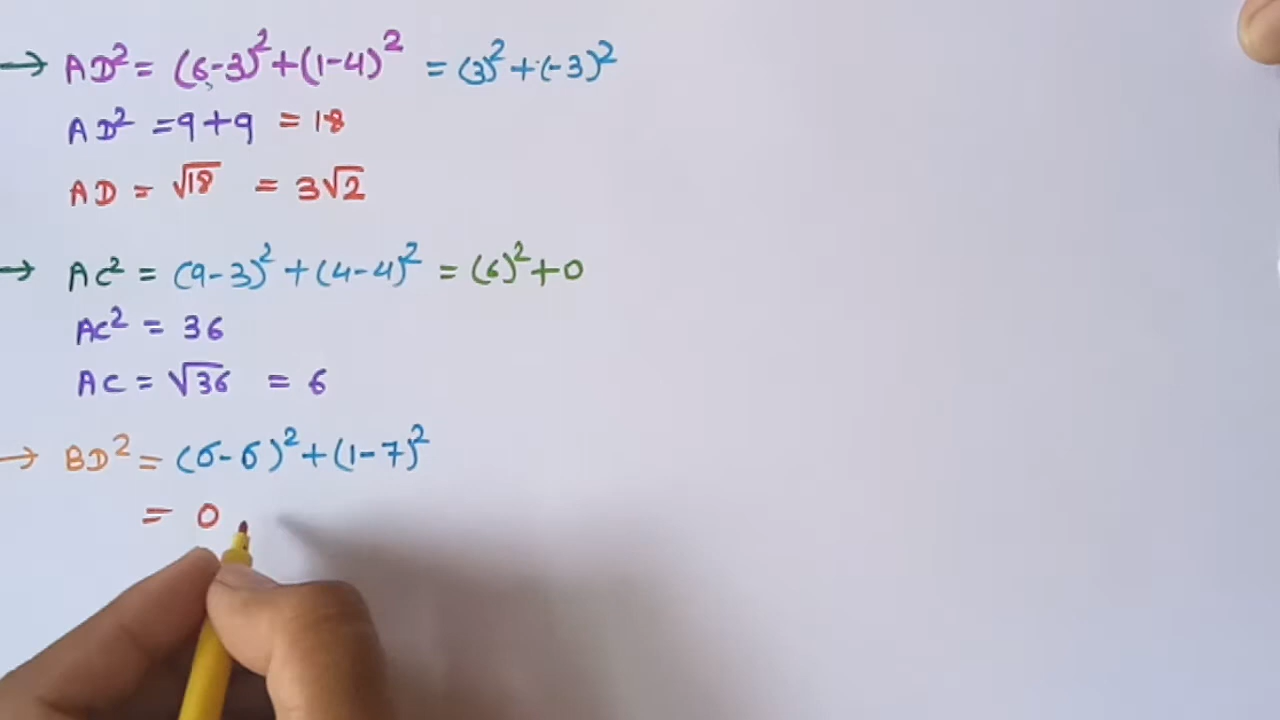 → AD² = (6-3)² + (1-4)² = (3)² + (-3)²
AD² = 9+9 = 18
AD = √18 = 3√2
→ AC² = (9-3)² + (4-4)² = (6)² + 0
AC² = 36
AC = √36 = 6
→ BD² = (6-6)² + (1-7)²
= 0